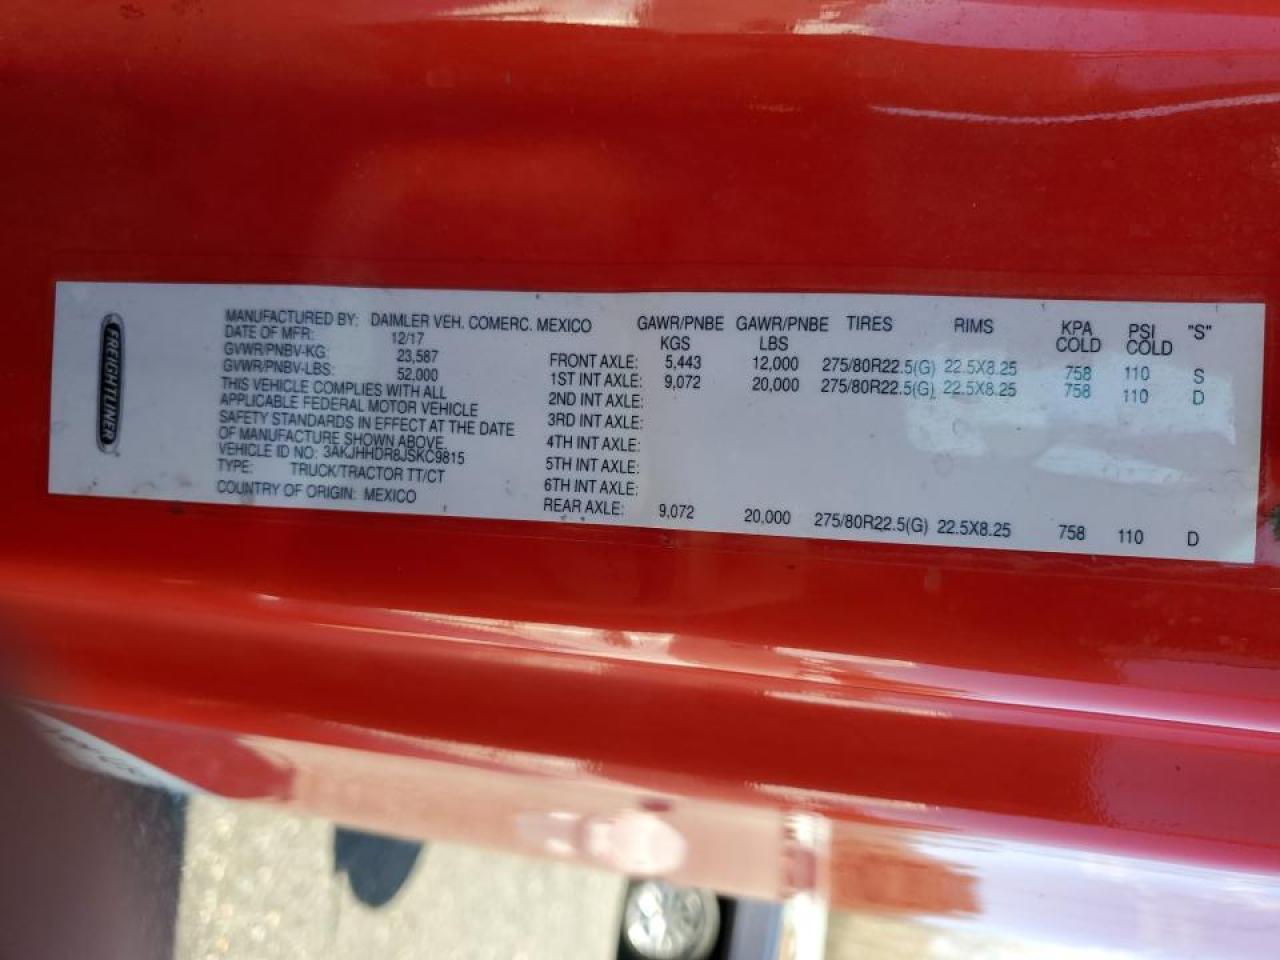 FREIGHTLINER
MANUFACTURED BY: DAIMLER VEH. COMERC. MEXICO
DATE OF MFR: 12/17
GVWR/PNBV-KG: 23,587
GVWR/PNBV-LBS: 52,000
THIS VEHICLE COMPLIES WITH ALL
APPLICABLE FEDERAL MOTOR VEHICLE
SAFETY STANDARDS IN EFFECT AT THE DATE
OF MANUFACTURE SHOWN ABOVE.
VEHICLE ID NO: 3AKJHHDR8JSKC9815
TYPE: TRUCK/TRACTOR TT/CT
COUNTRY OF ORIGIN: MEXICO
GAWR/PNBE GAWR/PNBE TIRES RIMS KPA PSI "S"
KGS LBS COLD COLD
FRONT AXLE: 5,443 12,000 275/80R22.5(G) 22.5X8.25 758 110 S
1ST INT AXLE: 9,072 20,000 275/80R22.5(G) 22.5X8.25 758 110 D
2ND INT AXLE:
3RD INT AXLE:
4TH INT AXLE:
5TH INT AXLE:
6TH INT AXLE:
REAR AXLE: 9,072 20,000 275/80R22.5(G) 22.5X8.25 758 110 D